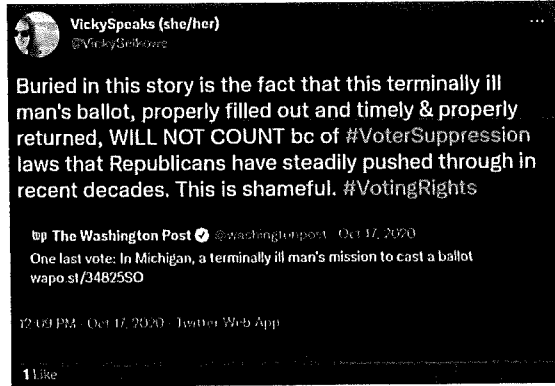 VickySpeaks (she/her)
@VickySelkowe
Buried in this story is the fact that this terminally ill
man's ballot, properly filled out and timely & properly
returned, WILL NOT COUNT bc of #VoterSuppression
laws that Republicans have steadily pushed through in
recent decades. This is shameful. #VotingRights
wp The Washington Post @washingtonpost · Oct 17, 2020
One last vote: In Michigan, a terminally ill man's mission to cast a ballot
wapo.st/34825SO
12:09 PM · Oct 17, 2020 · Twitter Web App
1 Like